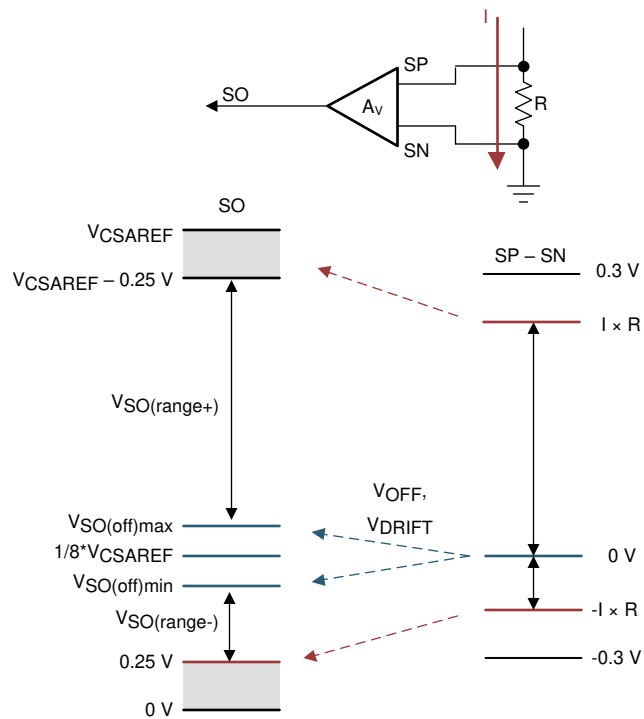 I
SP
SO
AV
R
SN
SO
VCSAREF
SP – SN
VCSAREF – 0.25 V
0.3 V
I × R
VSO(range+)
VOFF,
VDRIFT
VSO(off)max
1/8*VCSAREF
0 V
VSO(off)min
VSO(range-)
-I × R
0.25 V
-0.3 V
0 V